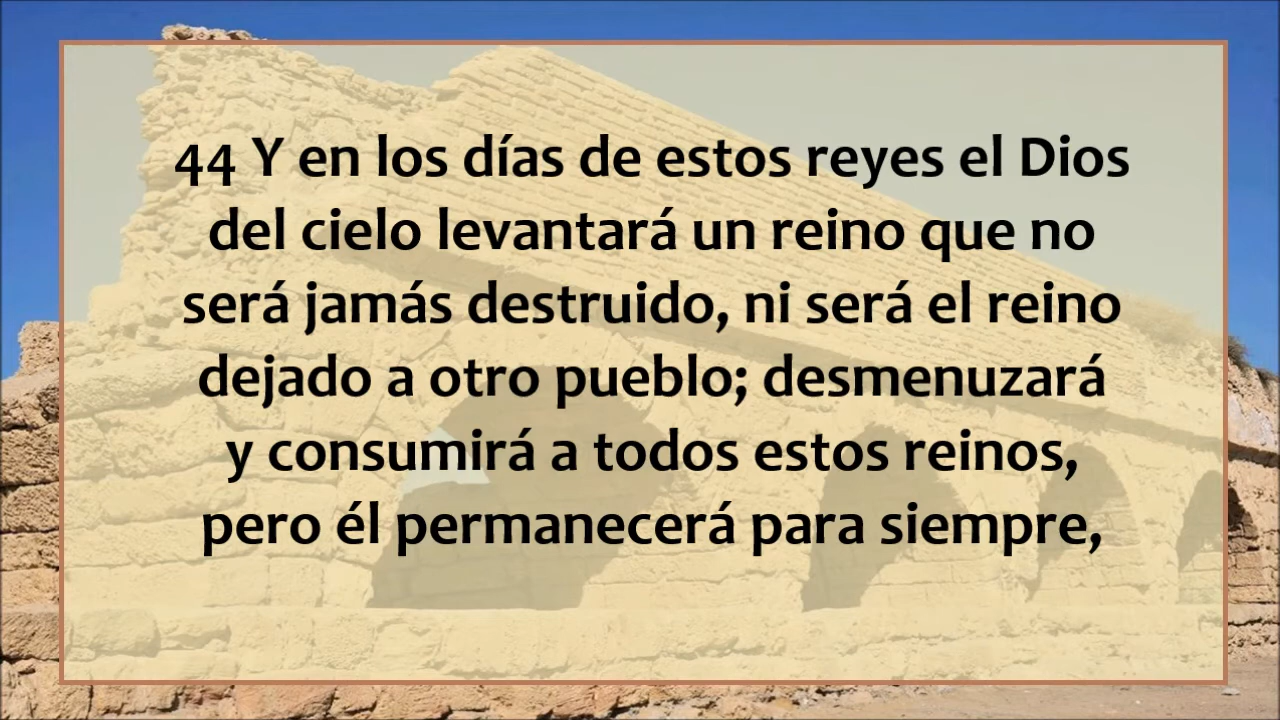 44 Y en los días de estos reyes el Dios
del cielo levantará un reino que no
será jamás destruido, ni será el reino
dejado a otro pueblo; desmenuzará
y consumirá a todos estos reinos,
pero él permanecerá para siempre,